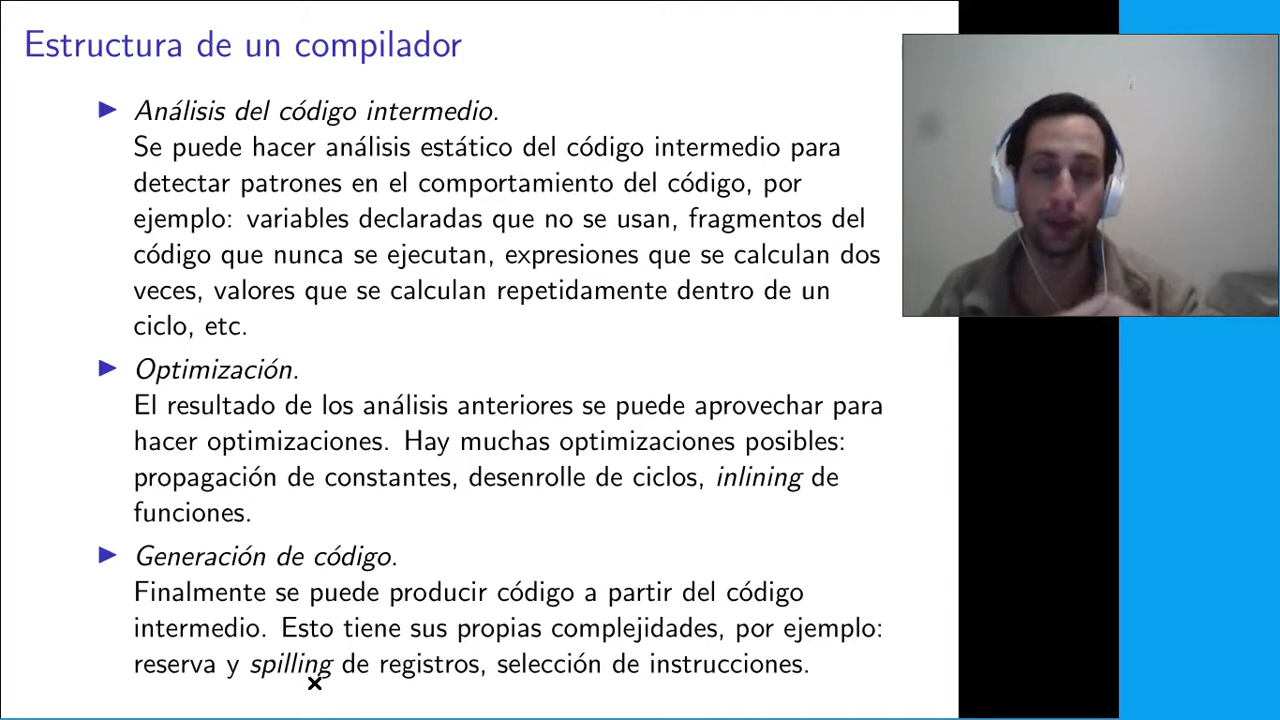 Estructura de un compilador
▶ Análisis del código intermedio.
Se puede hacer análisis estático del código intermedio para
detectar patrones en el comportamiento del código, por
ejemplo: variables declaradas que no se usan, fragmentos del
código que nunca se ejecutan, expresiones que se calculan dos
veces, valores que se calculan repetidamente dentro de un
ciclo, etc.
▶ Optimización.
El resultado de los análisis anteriores se puede aprovechar para
hacer optimizaciones. Hay muchas optimizaciones posibles:
propagación de constantes, desenrolle de ciclos, inlining de
funciones.
▶ Generación de código.
Finalmente se puede producir código a partir del código
intermedio. Esto tiene sus propias complejidades, por ejemplo:
reserva y spilling de registros, selección de instrucciones.